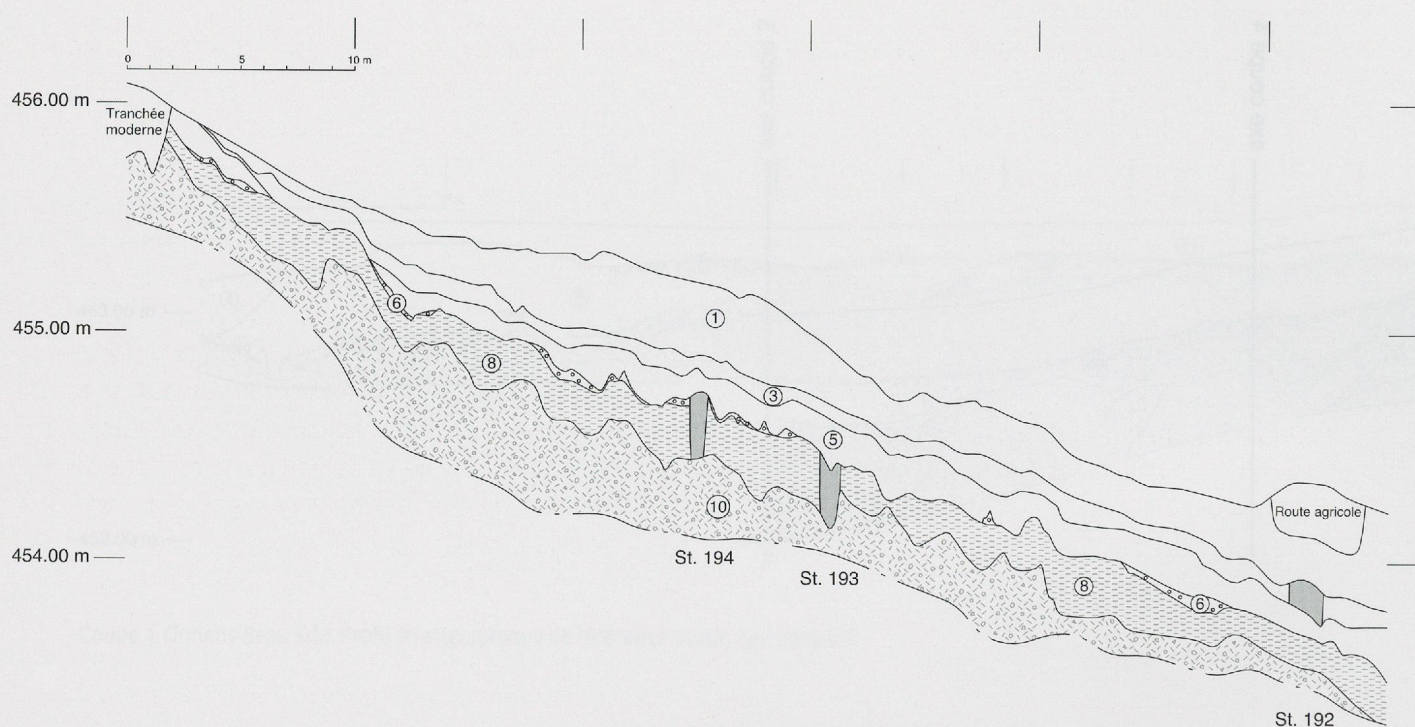 0 5 10 m
456.00 m
Tranchée
moderne
6
455.00 m
1
8
3
5
10
Route agricole
454.00 m
St. 194
St. 193
8
6
St. 192